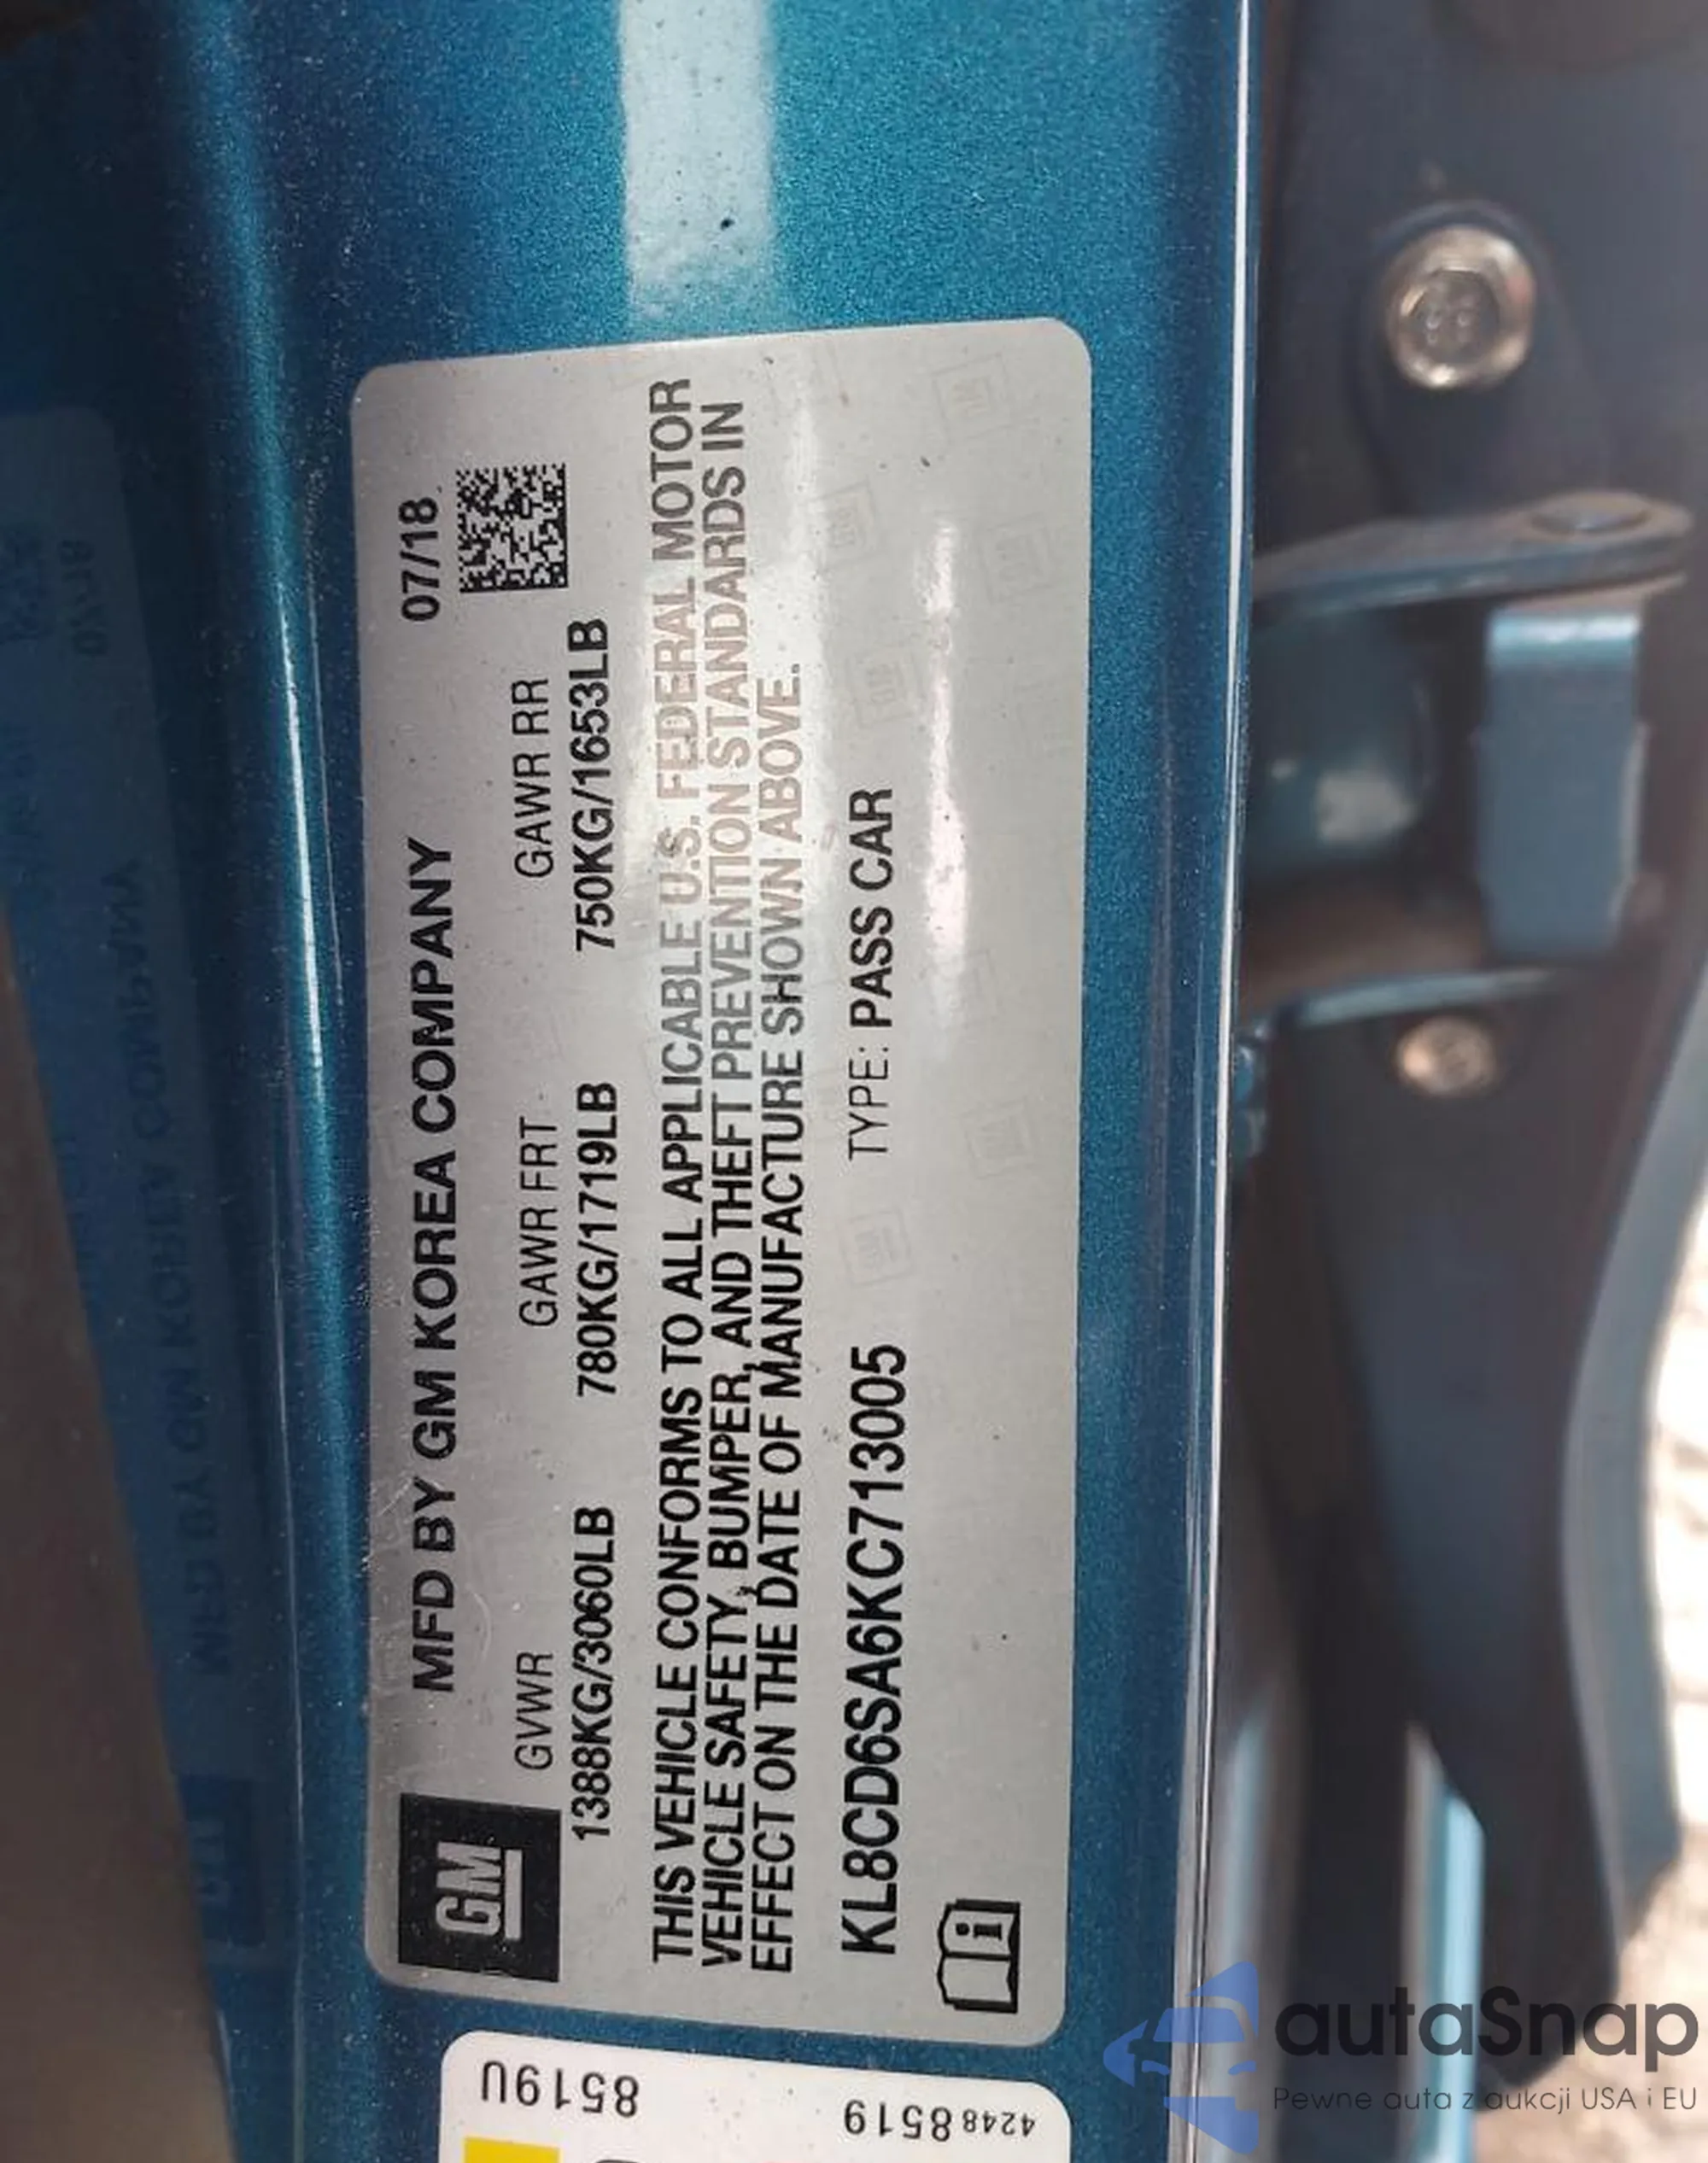 GM
MFD BY GM KOREA COMPANY 07/18
GVWR GAWR FRT GAWR RR
1388KG/3060LB 780KG/1719LB 750KG/1653LB
THIS VEHICLE CONFORMS TO ALL APPLICABLE U.S. FEDERAL MOTOR
VEHICLE SAFETY, BUMPER, AND THEFT PREVENTION STANDARDS IN
EFFECT ON THE DATE OF MANUFACTURE SHOWN ABOVE.
KL8CD6SA6KC713005 TYPE: PASS CAR
i
8519U
42488519
autaSnap
Pewne auta z aukcji USA i EU